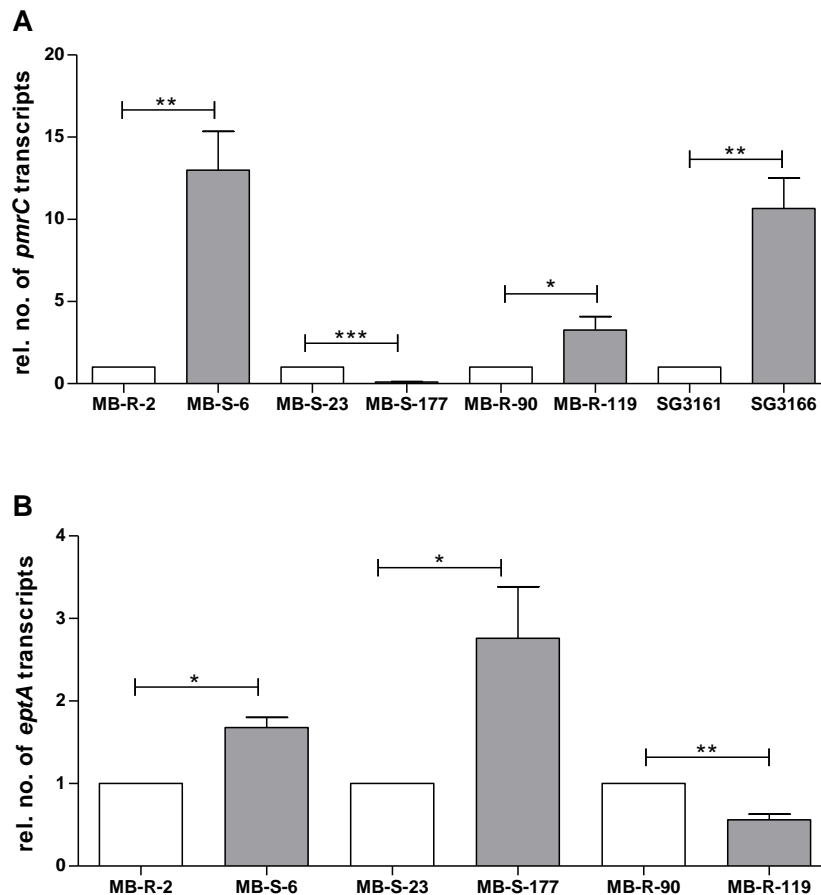 A
rel. no. of pmrC transcripts
20
15
10
5
0
**
***
*
**
MB-R-2 MB-S-6 MB-S-23 MB-S-177 MB-R-90 MB-R-119 SG3161 SG3166
B
rel. no. of eptA transcripts
4
3
2
1
0
*
*
**
MB-R-2 MB-S-6 MB-S-23 MB-S-177 MB-R-90 MB-R-119